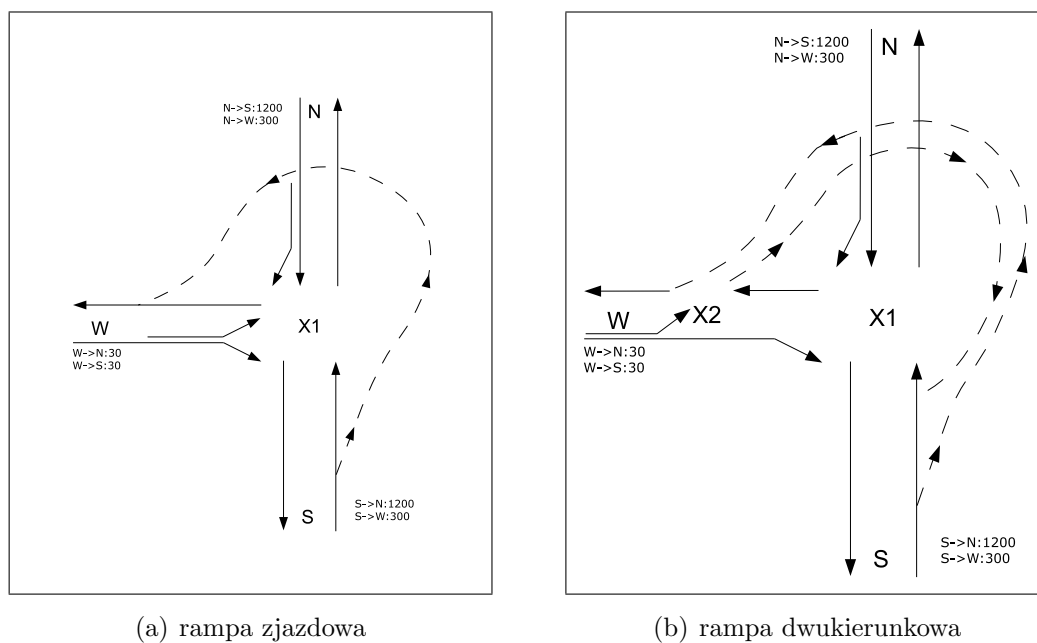 N->S:1200
N->W:300
N
X1
W
W->N:30
W->S:30
S
S->N:1200
S->W:300
(a) rampa zjazdowa
N->S:1200
N->W:300
N
X2
X1
W
W->N:30
W->S:30
S
S->N:1200
S->W:300
(b) rampa dwukierunkowa